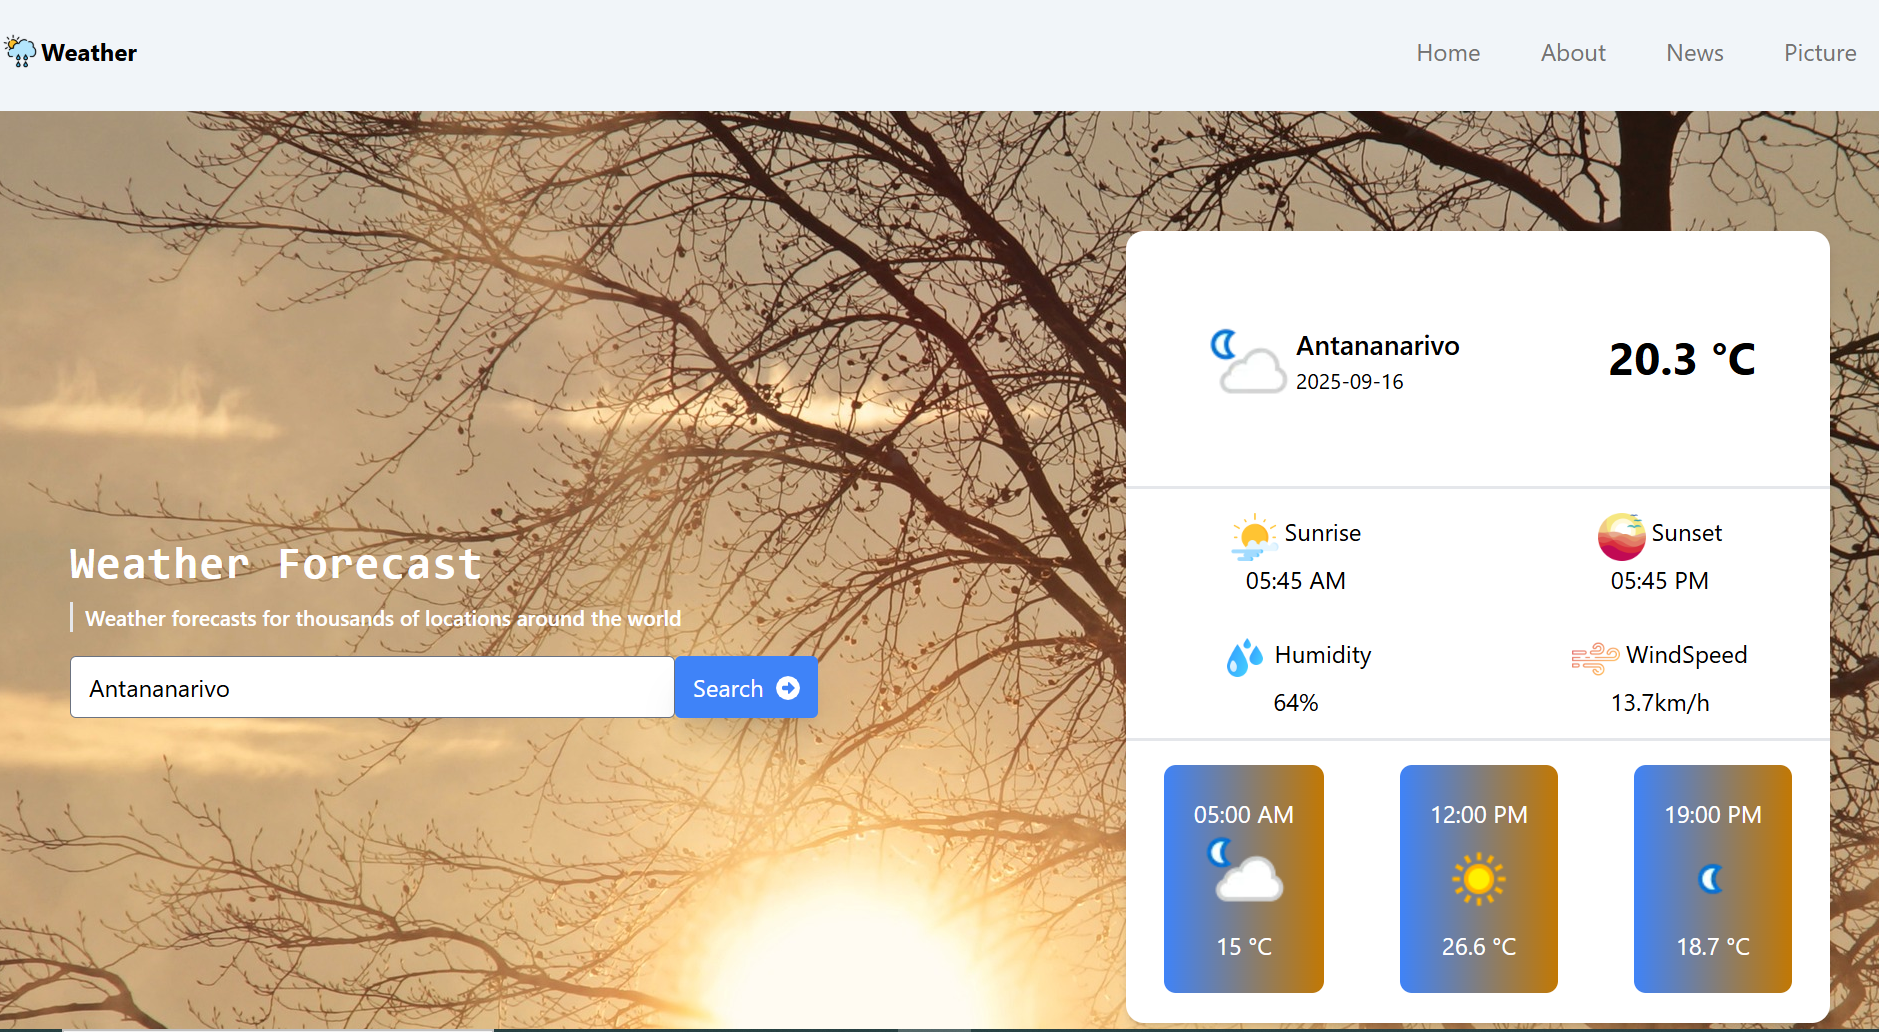 Weather
Home About News Picture
Weather Forecast
Weather forecasts for thousands of locations around the world
Antananarivo
Search
Antananarivo
2025-09-16
20.3 °C
Sunrise
05:45 AM
Sunset
05:45 PM
Humidity
64%
WindSpeed
13.7km/h
05:00 AM
15 °C
12:00 PM
26.6 °C
19:00 PM
18.7 °C